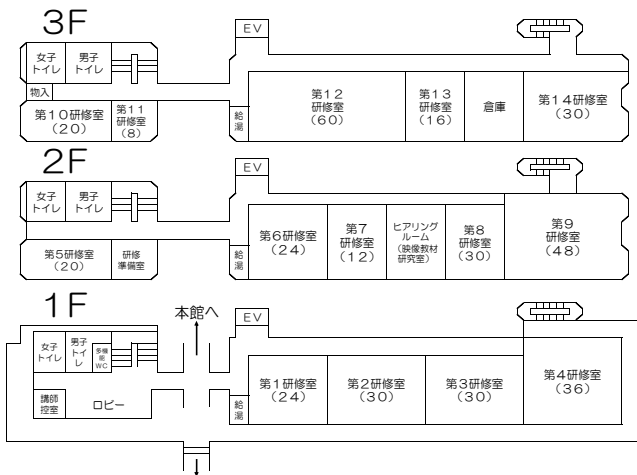 3F
EV
女子
トイレ
男子
トイレ
物入
第10研修室
(20)
第11
研修室
(8)
給
湯
第12
研修室
(60)
第13
研修室
(16)
倉庫
第14研修室
(30)
2F
EV
女子
トイレ
男子
トイレ
第5研修室
(20)
研修
準備室
給
湯
第6研修室
(24)
第7
研修室
(12)
ヒアリング
ルーム
(映像教材
研究室)
第8
研修室
(30)
第9
研修室
(48)
1F
本館へ
EV
女子
トイレ
男子
トイ
レ
多機
能
WC
講師
控室
ロビー
給
湯
第1研修室
(24)
第2研修室
(30)
第3研修室
(30)
第4研修室
(36)